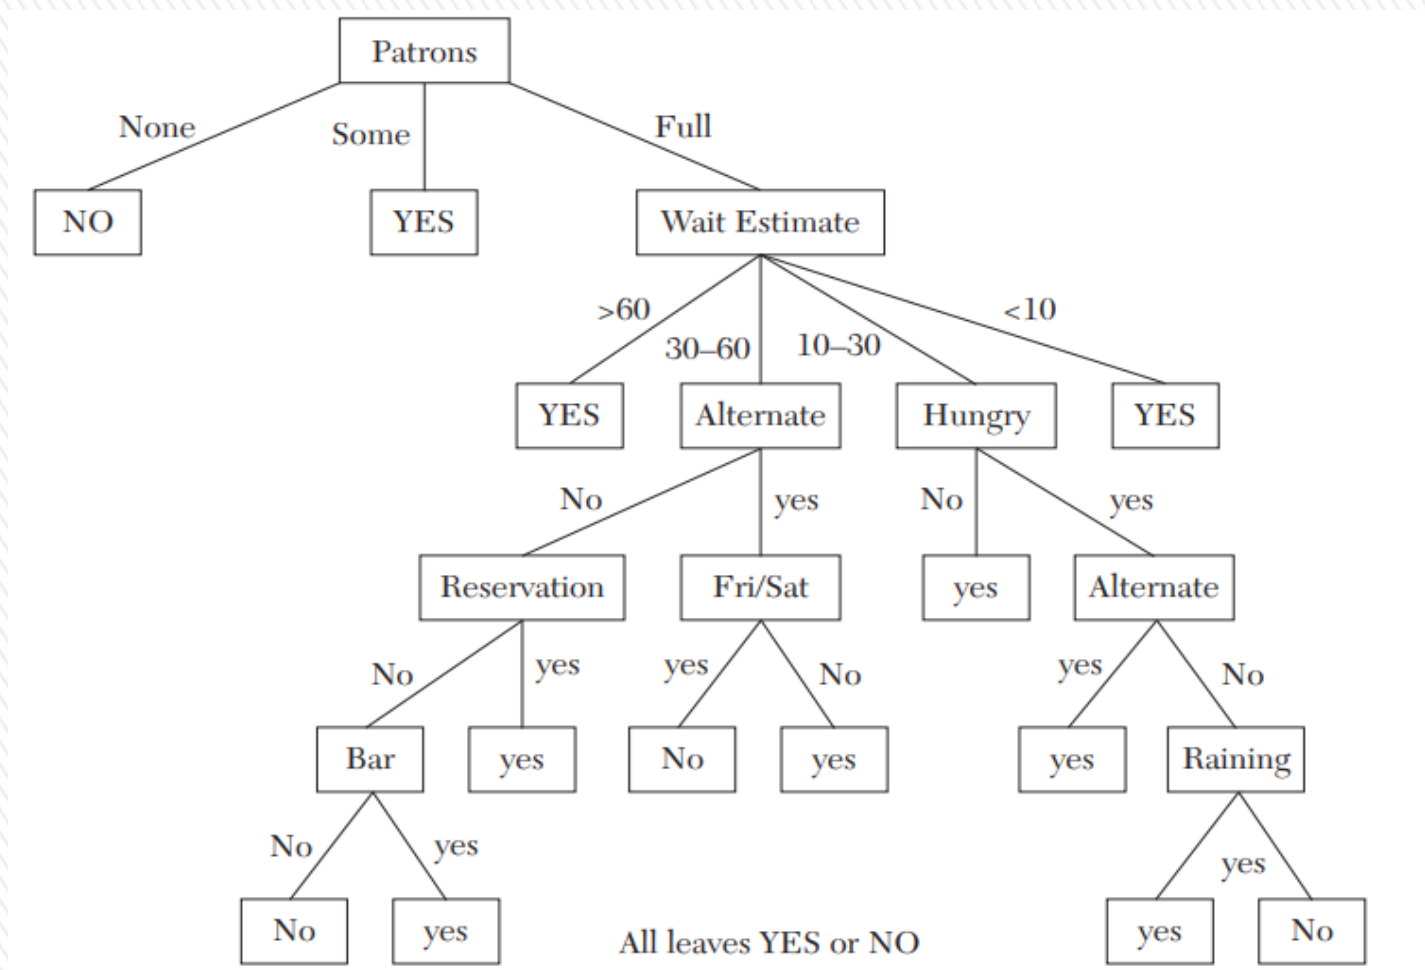 Patrons
None
Some
Full
NO
YES
Wait Estimate
>60
30–60
10–30
<10
YES
Alternate
Hungry
YES
No
yes
No
yes
Reservation
Fri/Sat
yes
Alternate
No
yes
yes
No
yes
No
Bar
yes
No
yes
yes
Raining
No
yes
yes
No
yes
yes
No
All leaves YES or NO